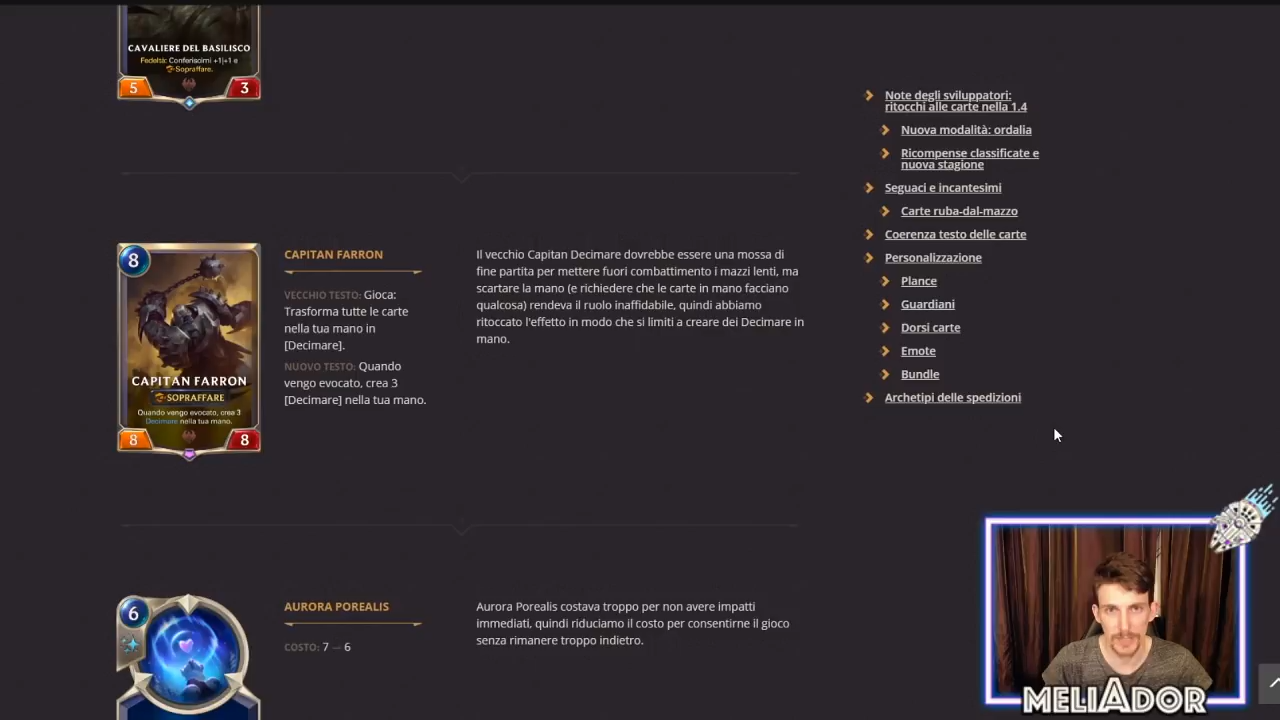 CAVALIERE DEL BASILISCO
Fedeltà: Conferiscimi +1|+1 e
Sopraffare.
5
3
8
CAPITAN FARRON
SOPRAFFARE
Quando vengo evocato, crea 3
Decimare nella tua mano.
8
8
CAPITAN FARRON
VECCHIO TESTO: Gioca:
Trasforma tutte le carte
nella tua mano in
[Decimare].
NUOVO TESTO: Quando
vengo evocato, crea 3
[Decimare] nella tua mano.
Il vecchio Capitan Decimare dovrebbe essere una mossa di
fine partita per mettere fuori combattimento i mazzi lenti, ma
scartare la mano (e richiedere che le carte in mano facciano
qualcosa) rendeva il ruolo inaffidabile, quindi abbiamo
ritoccato l'effetto in modo che si limiti a creare dei Decimare in
mano.
6
AURORA POREALIS
COSTO: 7 — 6
Aurora Porealis costava troppo per non avere impatti
immediati, quindi riduciamo il costo per consentirne il gioco
senza rimanere troppo indietro.
Note degli sviluppatori:
ritocchi alle carte nella 1.4
Nuova modalità: ordalia
Ricompense classificate e
nuova stagione
Seguaci e incantesimi
Carte ruba-dal-mazzo
Coerenza testo delle carte
Personalizzazione
Plance
Guardiani
Dorsi carte
Emote
Bundle
Archetipi delle spedizioni
MELIADOR